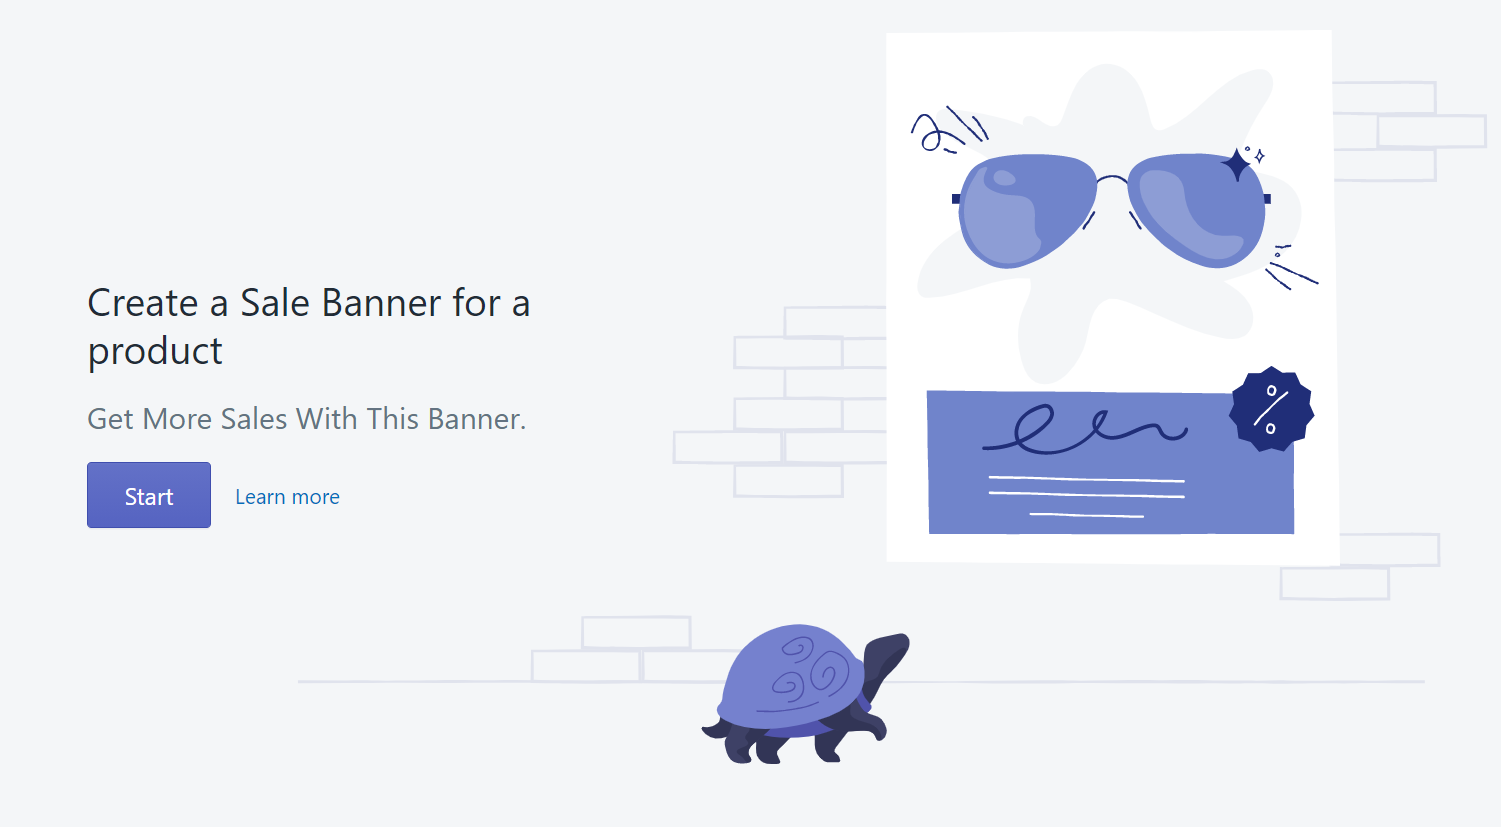 Create a Sale Banner for a
product
Get More Sales With This Banner.
Start
Learn more
%